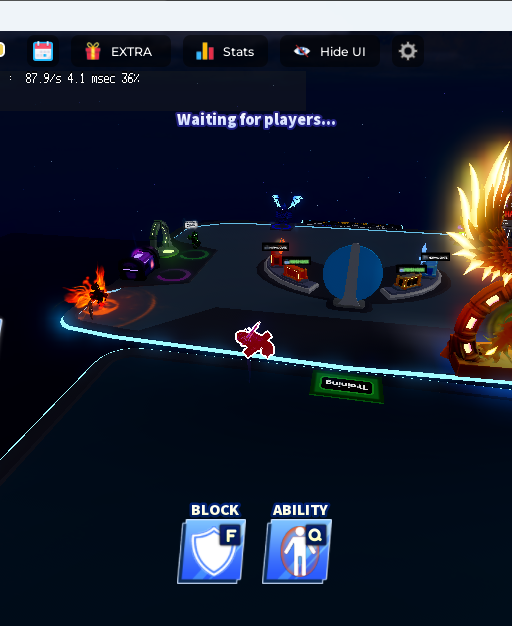 EXTRA
Stats
Hide UI
: 87.9/s 4.1 msec 36%
Waiting for players...
Training
BLOCK
ABILITY
F
Q